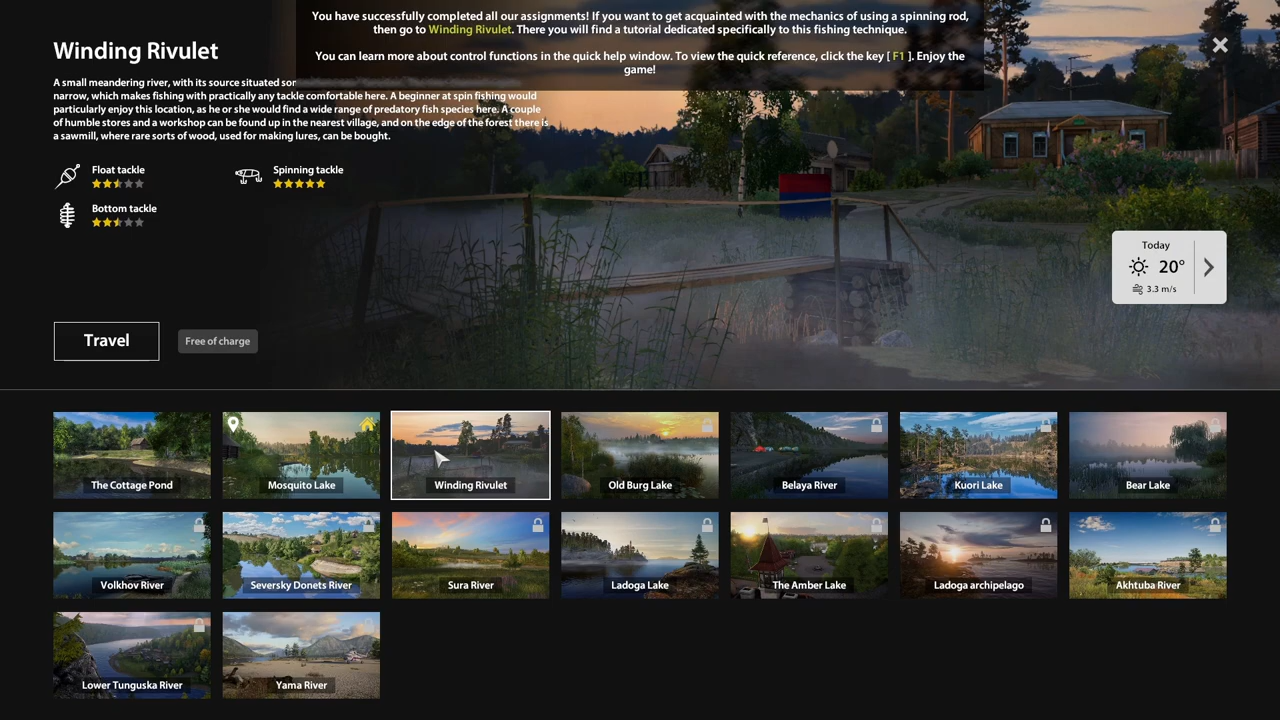 You have successfully completed all our assignments! If you want to get acquainted with the mechanics of using a spinning rod,
then go to Winding Rivulet. There you will find a tutorial dedicated specifically to this fishing technique.
You can learn more about control functions in the quick help window. To view the quick reference, click the key [ F1 ]. Enjoy the
game!
Winding Rivulet
A small meandering river, with its source situated
narrow, which makes fishing with practically any tackle comfortable here. A beginner at spin fishing would
particularly enjoy this location, as he or she would find a wide range of predatory fish species here. A couple
of humble stores and a workshop can be found up in the nearest village, and on the edge of the forest there is
a sawmill, where rare sorts of wood, used for making lures, can be bought.
Float tackle
Spinning tackle
Bottom tackle
Today
20°
3.3 m/s
Travel
Free of charge
The Cottage Pond
Mosquito Lake
Winding Rivulet
Old Burg Lake
Belaya River
Kuori Lake
Bear Lake
Volkhov River
Seversky Donets River
Sura River
Ladoga Lake
The Amber Lake
Ladoga archipelago
Akhtuba River
Lower Tunguska River
Yama River